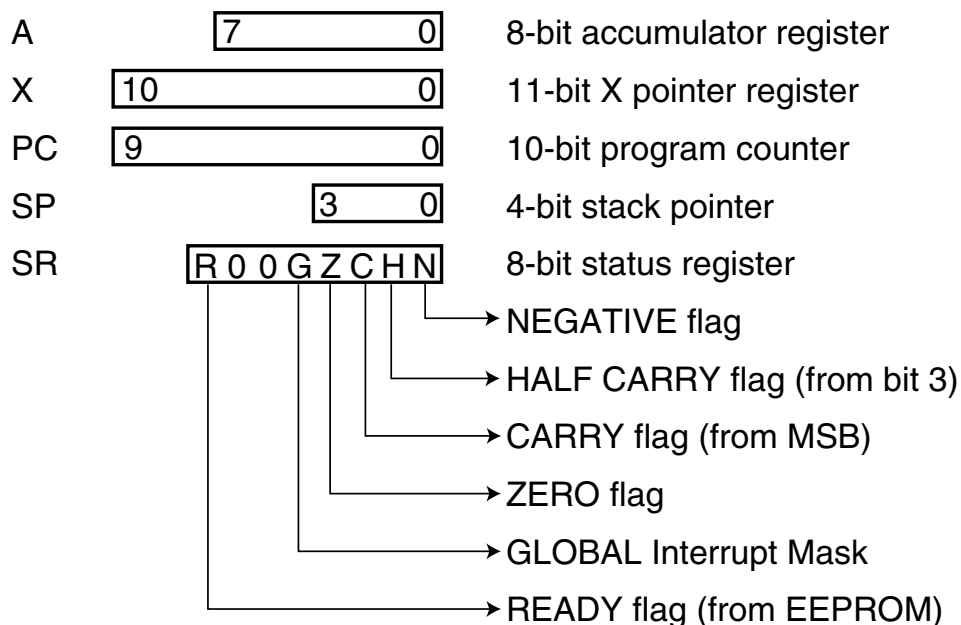 A 7 0 8-bit accumulator register
X 10 0 11-bit X pointer register
PC 9 0 10-bit program counter
SP 3 0 4-bit stack pointer
SR R 0 0 G Z C H N 8-bit status register
NEGATIVE flag
HALF CARRY flag (from bit 3)
CARRY flag (from MSB)
ZERO flag
GLOBAL Interrupt Mask
READY flag (from EEPROM)